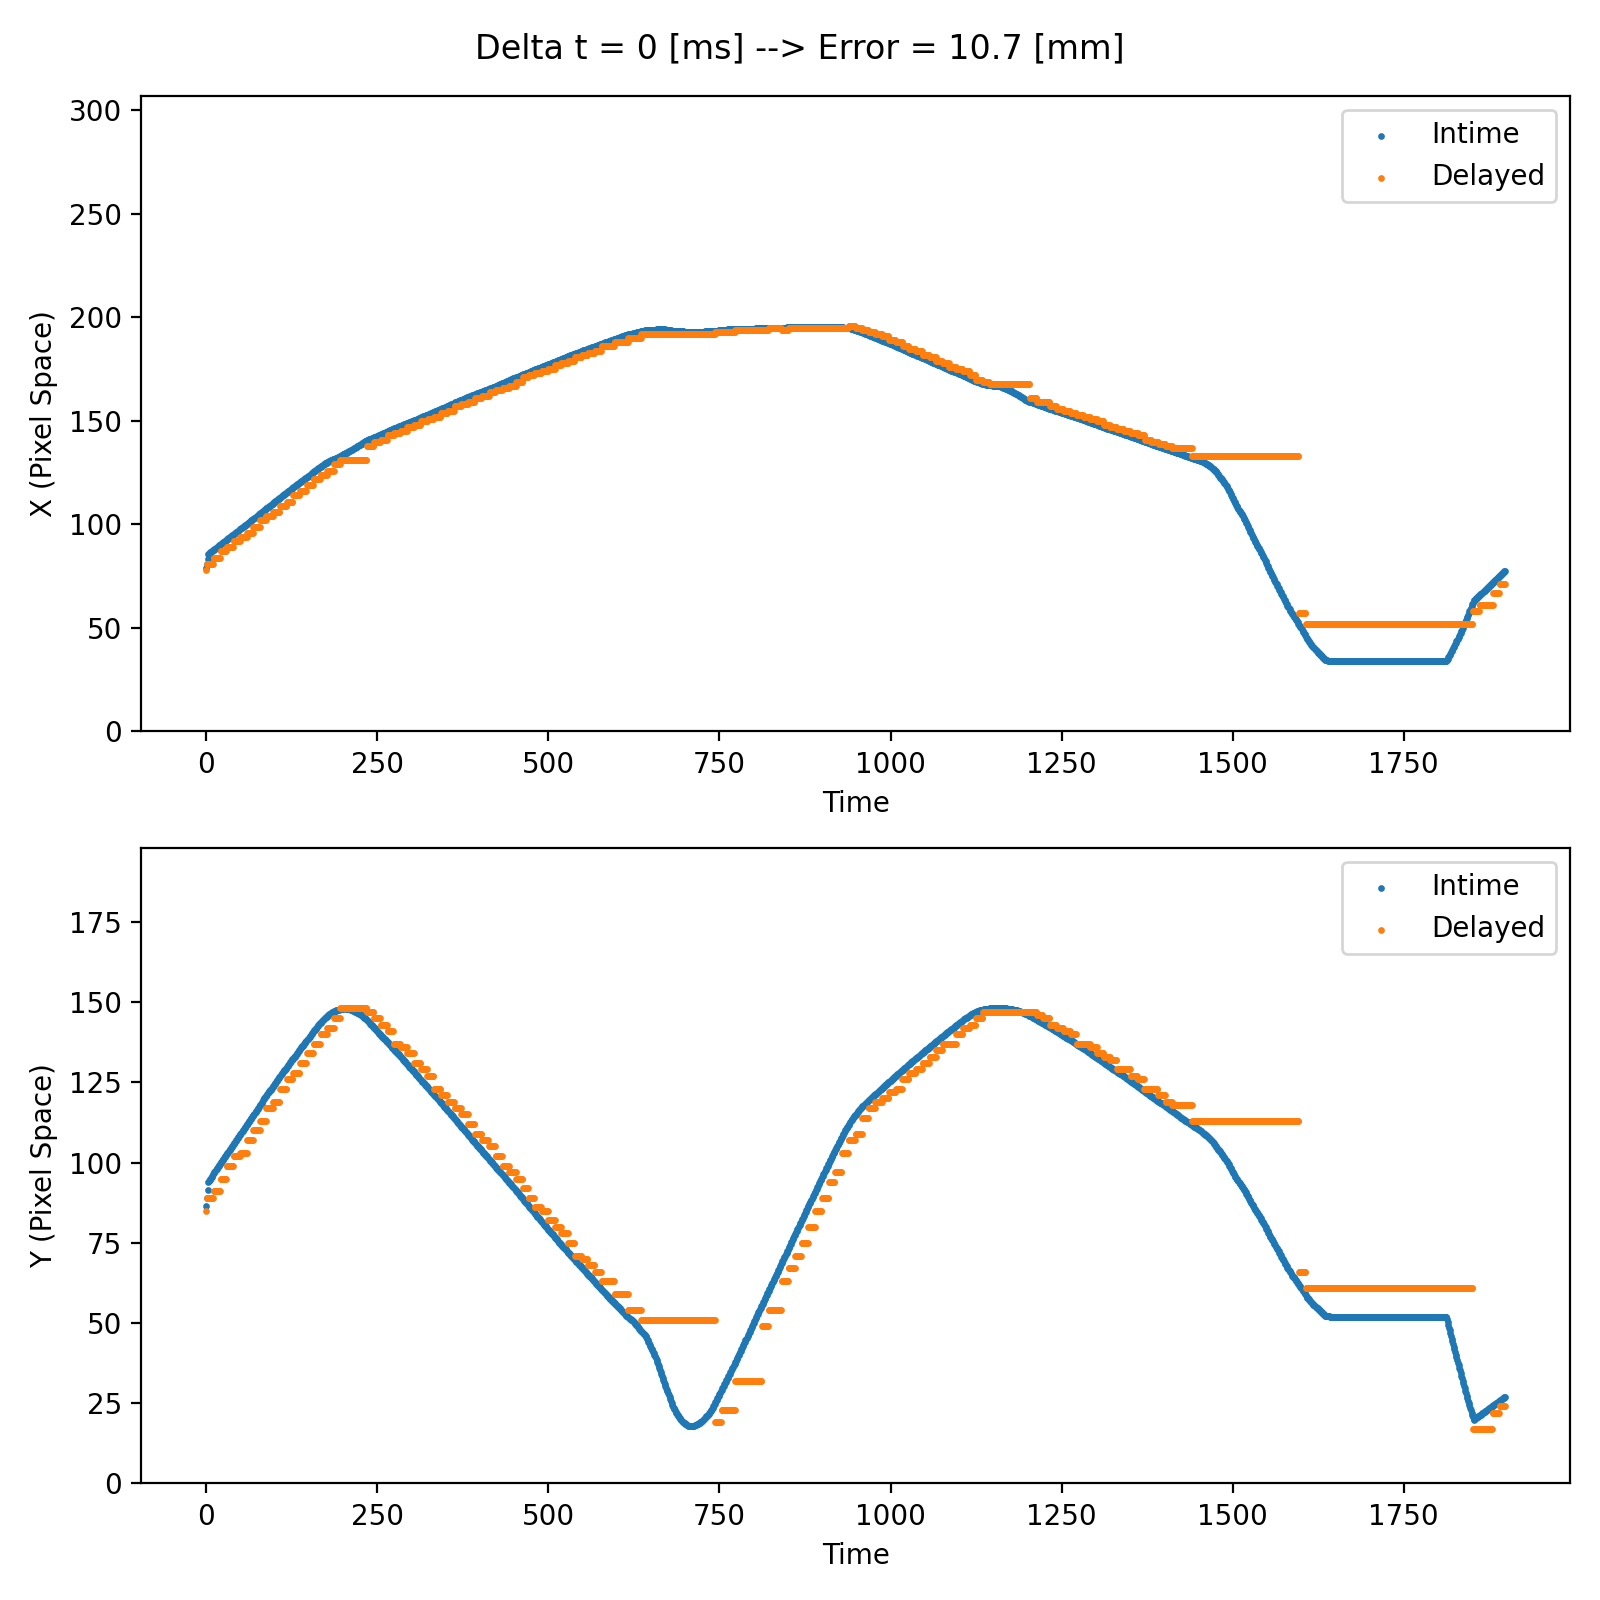 Delta t = 0 [ms] --> Error = 10.7 [mm]
300
250
200
150
100
50
0
X (Pixel Space)
Intime
Delayed
0 250 500 750 1000 1250 1500 1750
Time
175
150
125
100
75
50
25
0
Y (Pixel Space)
Intime
Delayed
0 250 500 750 1000 1250 1500 1750
Time